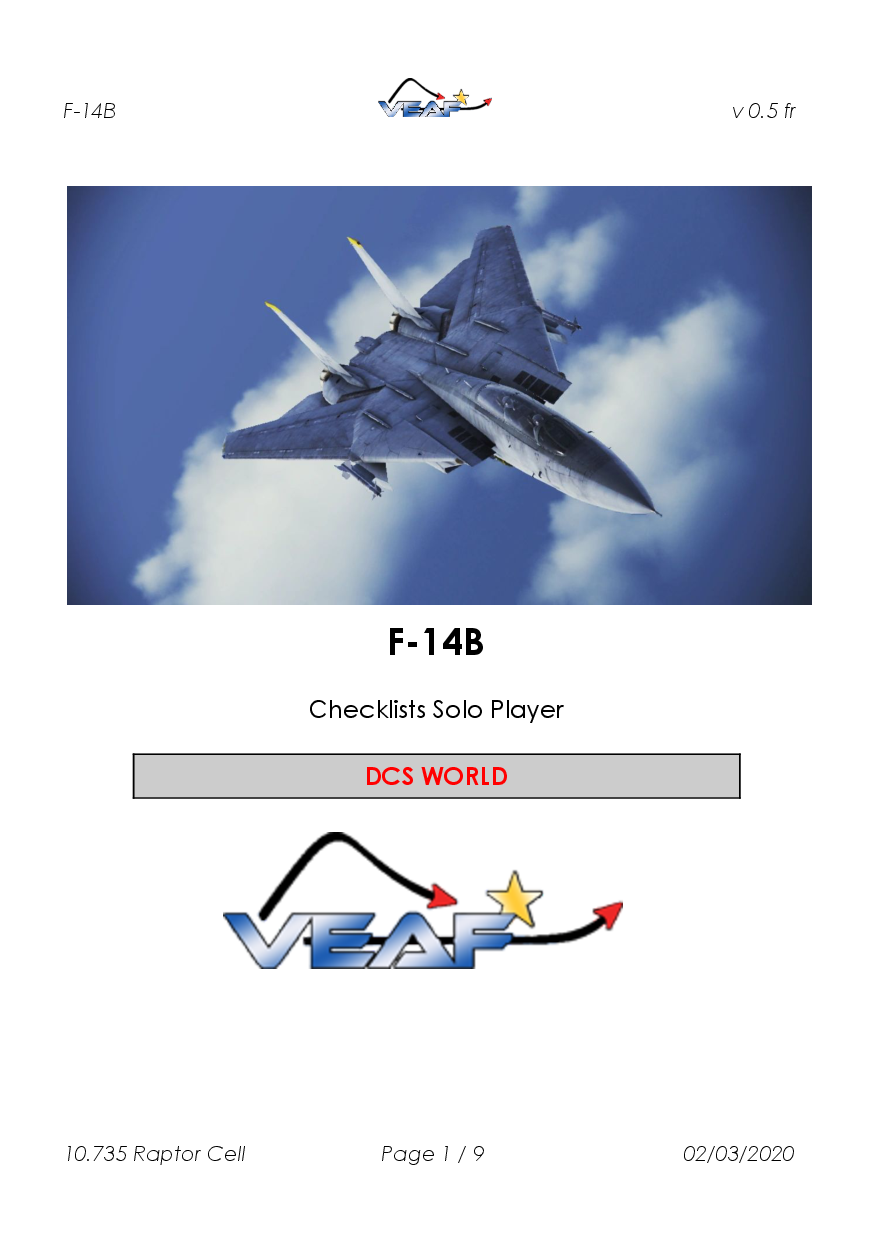 F-14B VEAF v 0.5 fr
F-14B
Checklists Solo Player
DCS WORLD
VEAF
10.735 Raptor Cell Page 1 / 9 02/03/2020